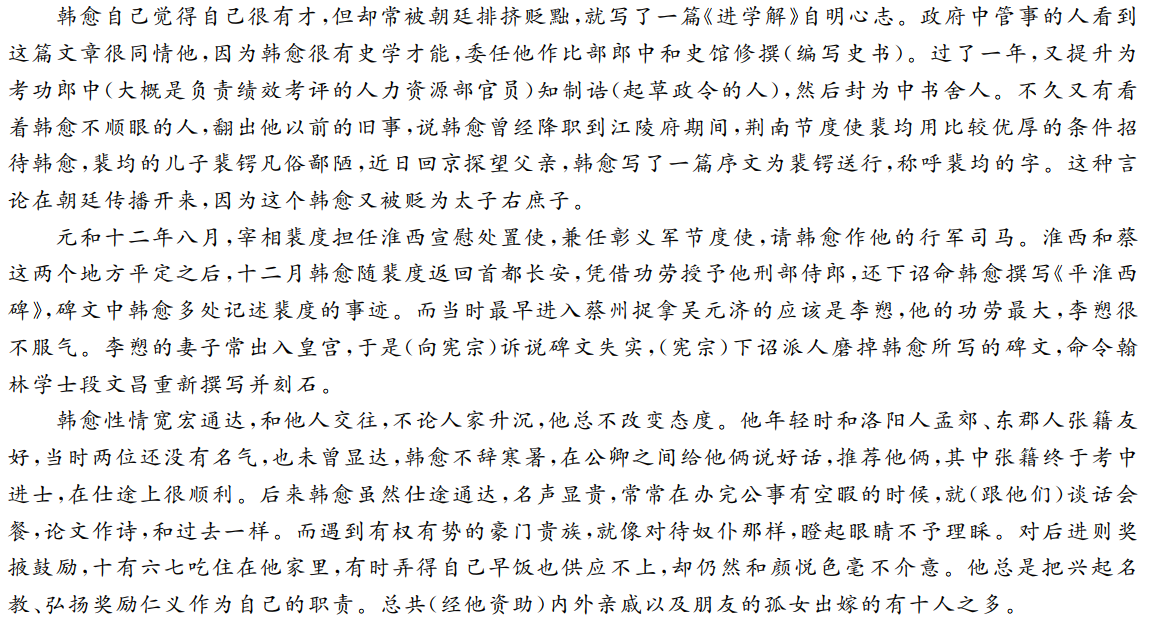 韩愈自己觉得自己很有才,但却常被朝廷排挤贬黜,就写了一篇《进学解》自明心志。政府中管事的人看到
这篇文章很同情他,因为韩愈很有史学才能,委任他作比部郎中和史馆修撰(编写史书)。过了一年,又提升为
考功郎中(大概是负责绩效考评的人力资源部官员)知制诰(起草政令的人),然后封为中书舍人。不久又有看
着韩愈不顺眼的人,翻出他以前的旧事,说韩愈曾经降职到江陵府期间,荆南节度使裴均用比较优厚的条件招
待韩愈,裴均的儿子裴锷凡俗鄙陋,近日回京探望父亲,韩愈写了一篇序文为裴锷送行,称呼裴均的字。这种言
论在朝廷传播开来,因为这个韩愈又被贬为太子右庶子。
元和十二年八月,宰相裴度担任淮西宣慰处置使,兼任彰义军节度使,请韩愈作他的行军司马。淮西和蔡
这两个地方平定之后,十二月韩愈随裴度返回首都长安,凭借功劳授予他刑部侍郎,还下诏命韩愈撰写《平淮西
碑》,碑文中韩愈多处记述裴度的事迹。而当时最早进入蔡州捉拿吴元济的应该是李愬,他的功劳最大,李愬很
不服气。李愬的妻子常出入皇宫,于是(向宪宗)诉说碑文失实,(宪宗)下诏派人磨掉韩愈所写的碑文,命令翰
林学士段文昌重新撰写并刻石。
韩愈性情宽宏通达,和他人交往,不论人家升沉,他总不改变态度。他年轻时和洛阳人孟郊、东郡人张籍友
好,当时两位还没有名气,也未曾显达,韩愈不辞寒暑,在公卿之间给他俩说好话,推荐他俩,其中张籍终于考中
进士,在仕途上很顺利。后来韩愈虽然仕途通达,名声显贵,常常在办完公事有空暇的时候,就(跟他们)谈话会
餐,论文作诗,和过去一样。而遇到有权有势的豪门贵族,就像对待奴仆那样,瞪起眼睛不予理睬。对后进则奖
掖鼓励,十有六七吃住在他家里,有时弄得自己早饭也供应不上,却仍然和颜悦色毫不介意。他总是把兴起名
教、弘扬奖励仁义作为自己的职责。总共(经他资助)内外亲戚以及朋友的孤女出嫁的有十人之多。